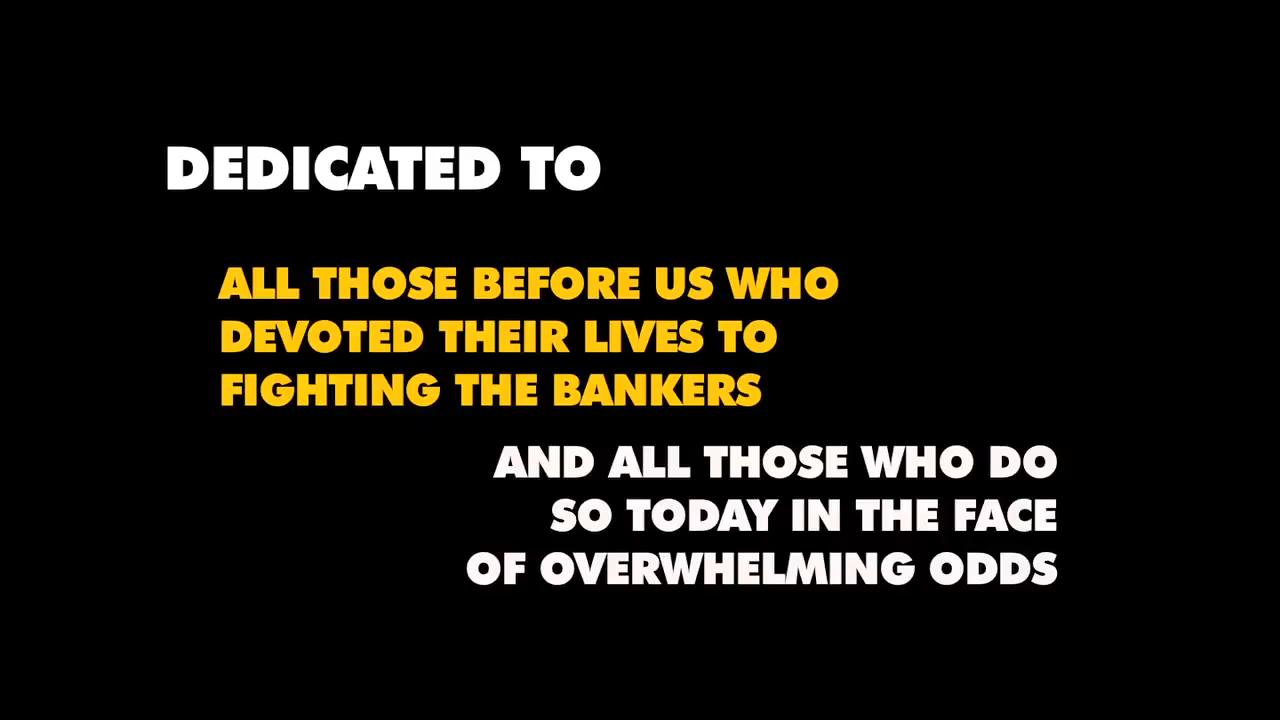 DEDICATED TO
ALL THOSE BEFORE US WHO
DEVOTED THEIR LIVES TO
FIGHTING THE BANKERS
AND ALL THOSE WHO DO
SO TODAY IN THE FACE
OF OVERWHELMING ODDS